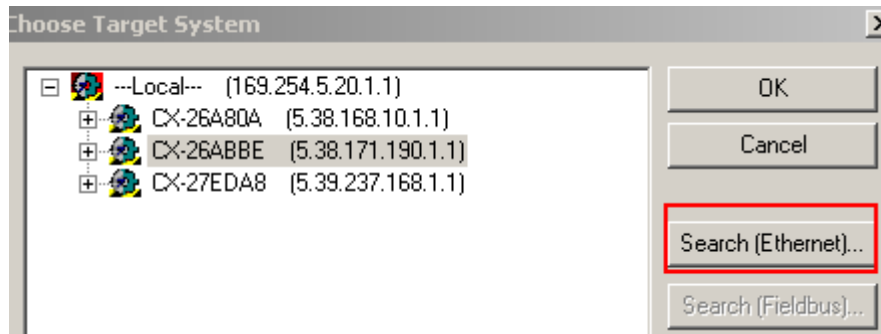 Choose Target System
---Local--- (169.254.5.20.1.1)
CX-26A80A (5.38.168.10.1.1)
CX-26ABBE (5.38.171.190.1.1)
CX-27EDA8 (5.39.237.168.1.1)
OK
Cancel
Search (Ethernet)...
Search (Fieldbus)...